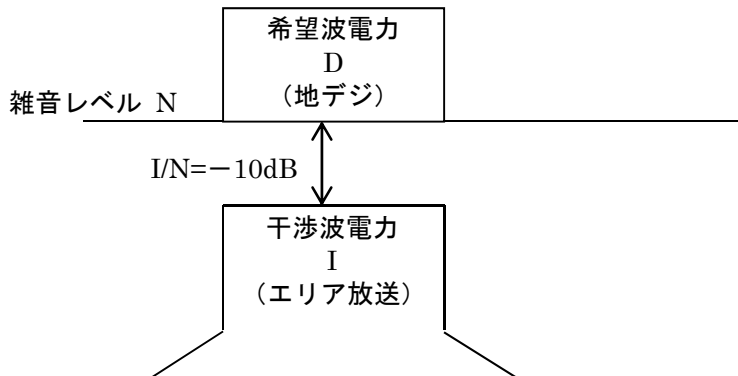 希望波電力
D
（地デジ）
雑音レベル N
I/N=－10dB
干渉波電力
I
（エリア放送）